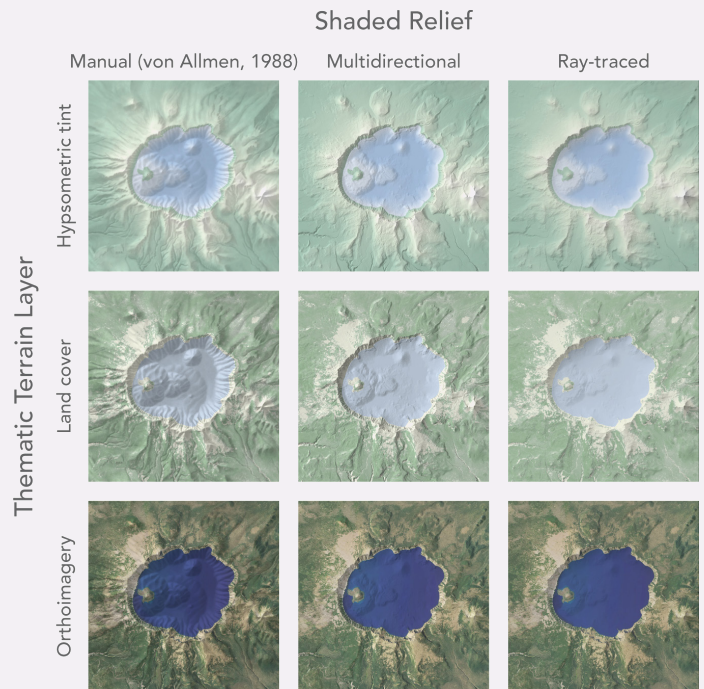 Shaded Relief
Manual (von Allmen, 1988)
Multidirectional
Ray-traced
Thematic Terrain Layer
Hypsometric tint
Land cover
Orthoimagery